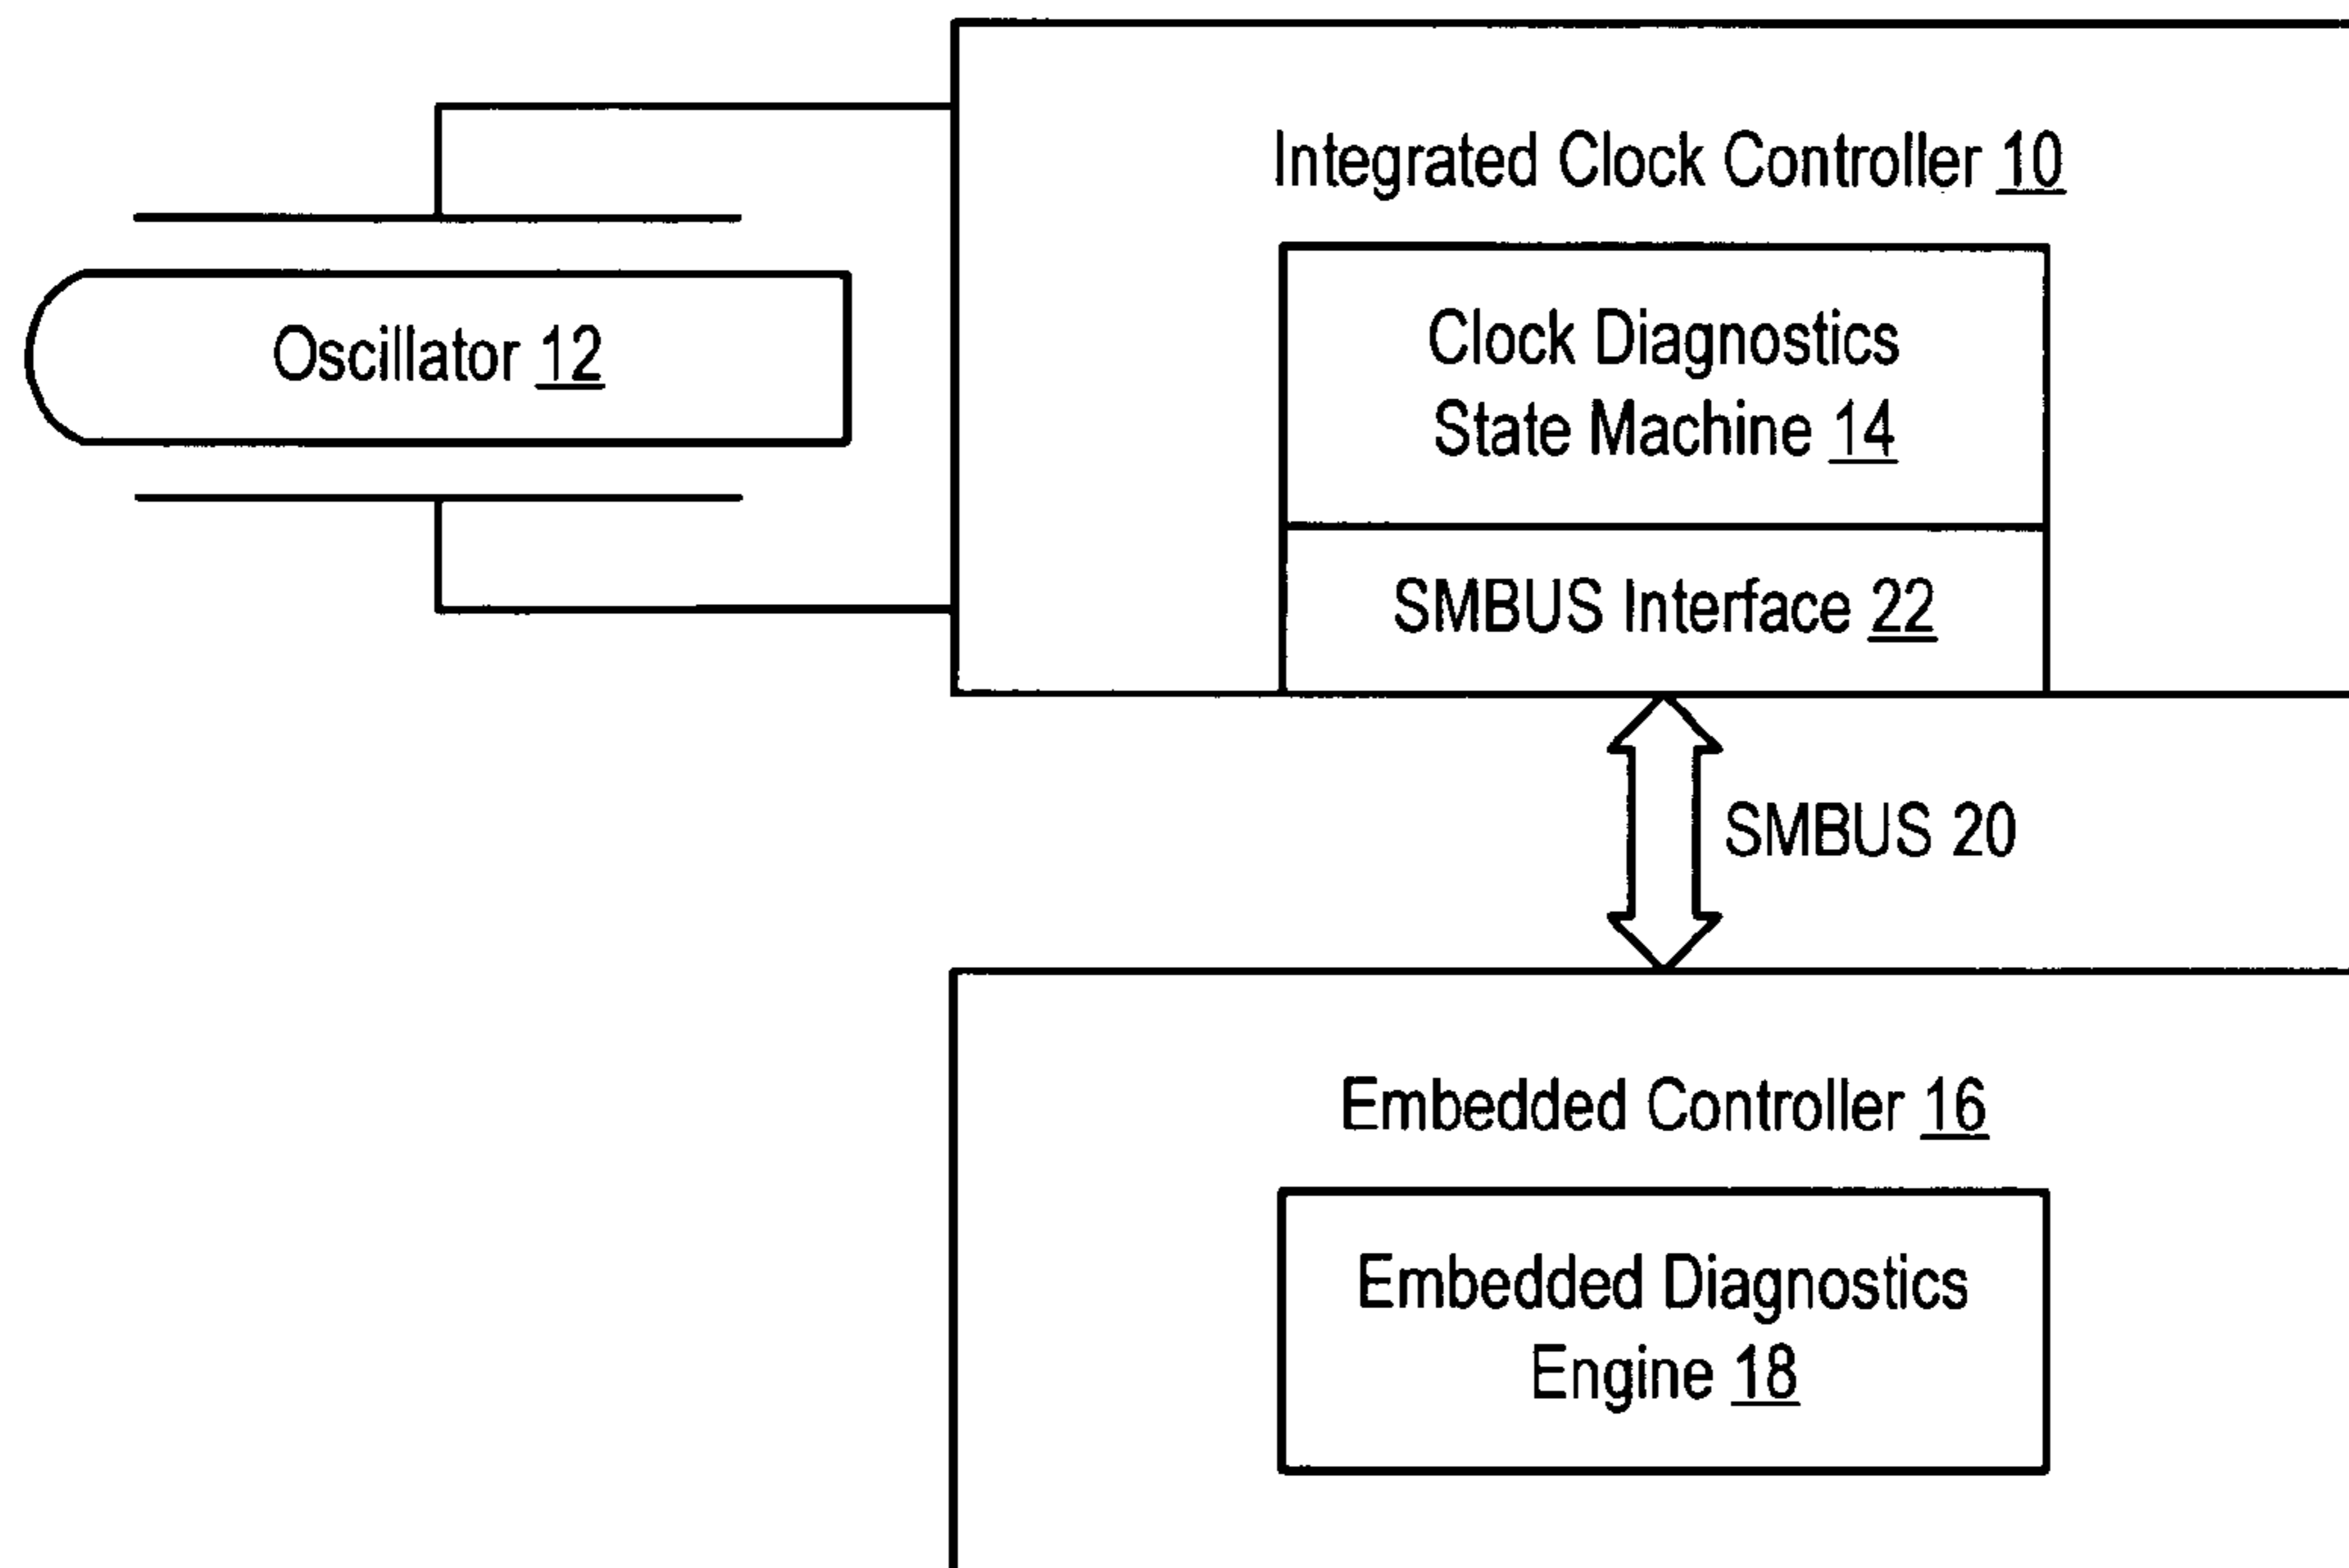 Integrated Clock Controller 10
Oscillator 12
Clock Diagnostics
State Machine 14
SMBUS Interface 22
SMBUS 20
Embedded Controller 16
Embedded Diagnostics
Engine 18